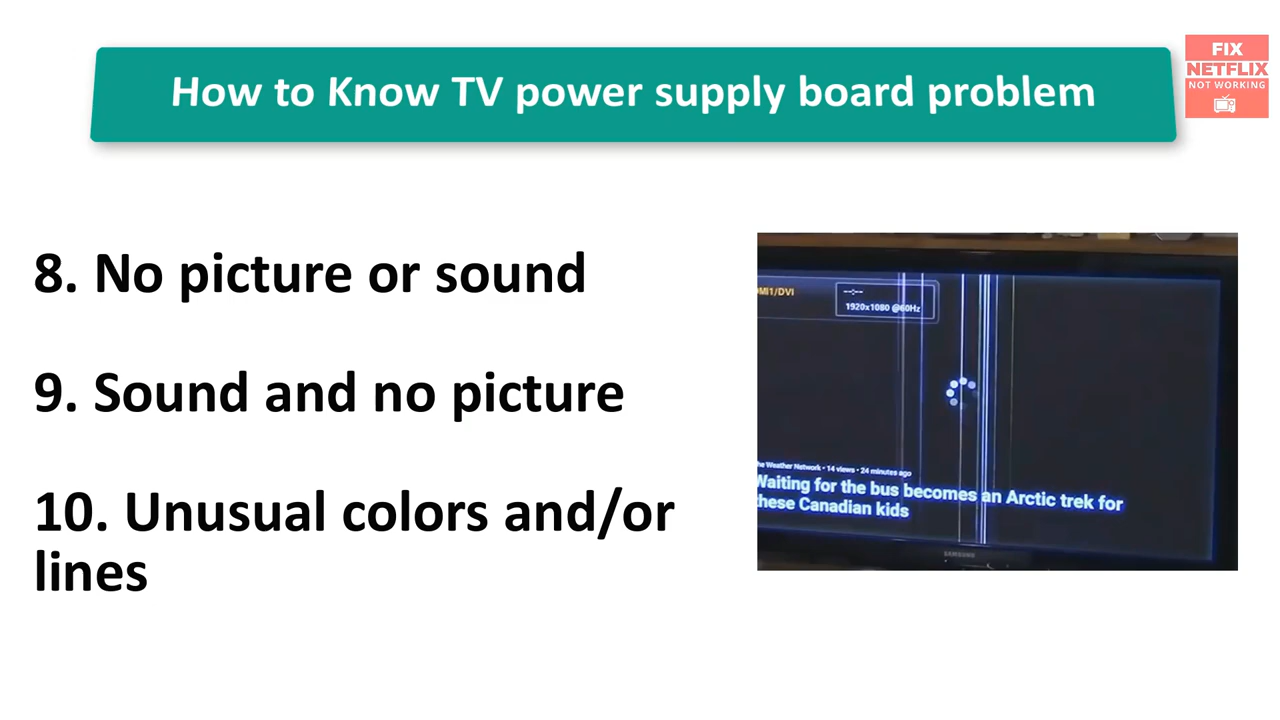 How to Know TV power supply board problem
FIX
NETFLIX
NOT WORKING
8. No picture or sound
9. Sound and no picture
10. Unusual colors and/or
lines
MI1/DVI
1920x1080 @60Hz
he Weather Network • 14 views • 24 minutes ago
Waiting for the bus becomes an Arctic trek for
these Canadian kids
SAMSUNG